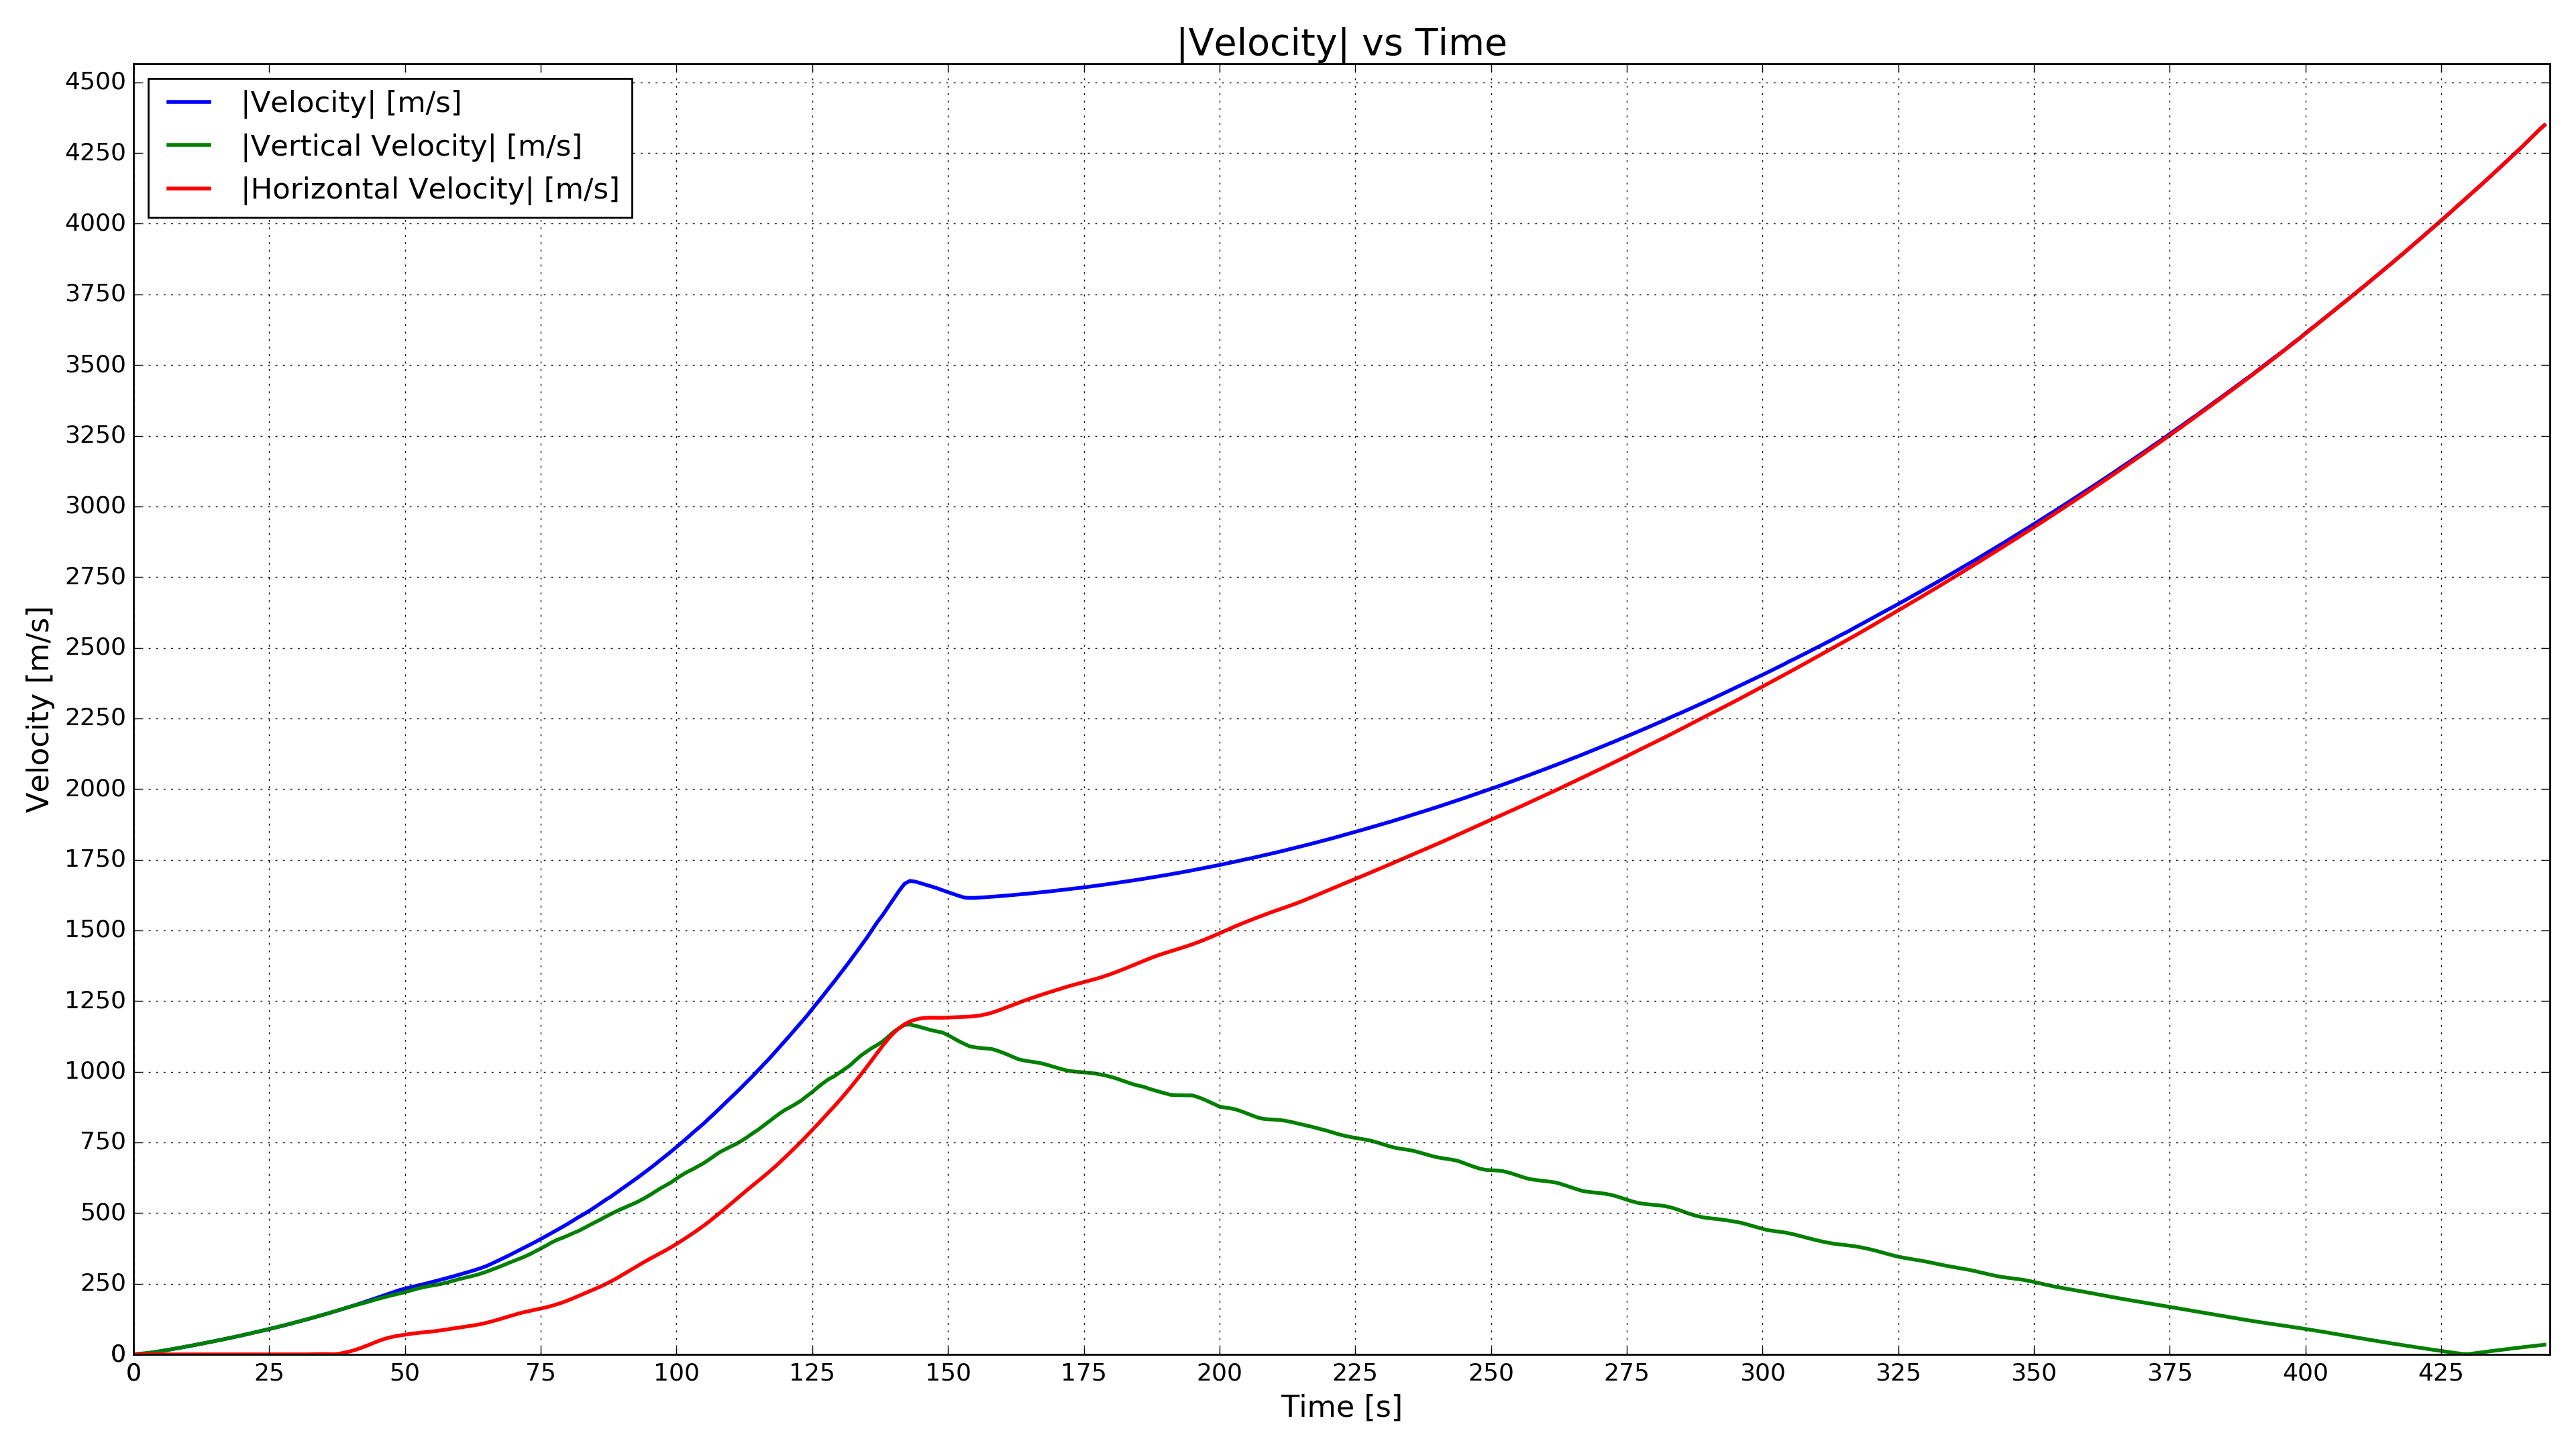 |Velocity| vs Time
|Velocity| [m/s]
|Vertical Velocity| [m/s]
|Horizontal Velocity| [m/s]
Velocity [m/s]
4500
4250
4000
3750
3500
3250
3000
2750
2500
2250
2000
1750
1500
1250
1000
750
500
250
0
0 25 50 75 100 125 150 175 200 225 250 275 300 325 350 375 400 425
Time [s]